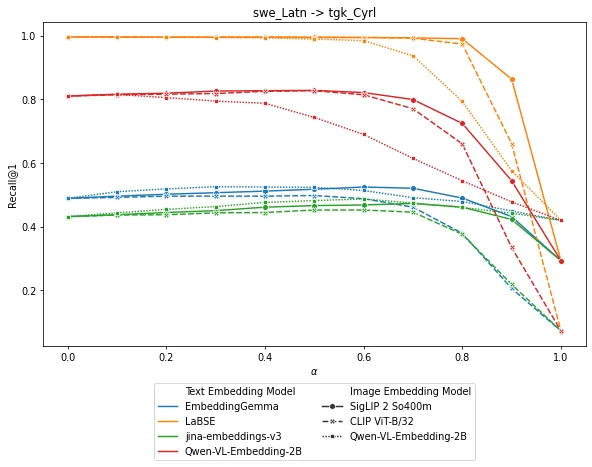 swe_Latn -> tgk_Cyrl
Recall@1
1.0
0.8
0.6
0.4
0.2
0.0 0.2 0.4 0.6 0.8 1.0
α
Text Embedding Model Image Embedding Model
EmbeddingGemma SigLIP 2 So400m
LaBSE CLIP ViT-B/32
jina-embeddings-v3 Qwen-VL-Embedding-2B
Qwen-VL-Embedding-2B